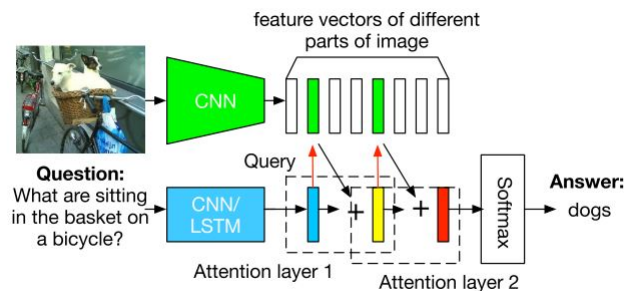 feature vectors of different
parts of image
CNN
Question:
What are sitting
in the basket on
a bicycle?
Query
CNN/
LSTM
+
+
Softmax
Answer:
dogs
Attention layer 1
Attention layer 2